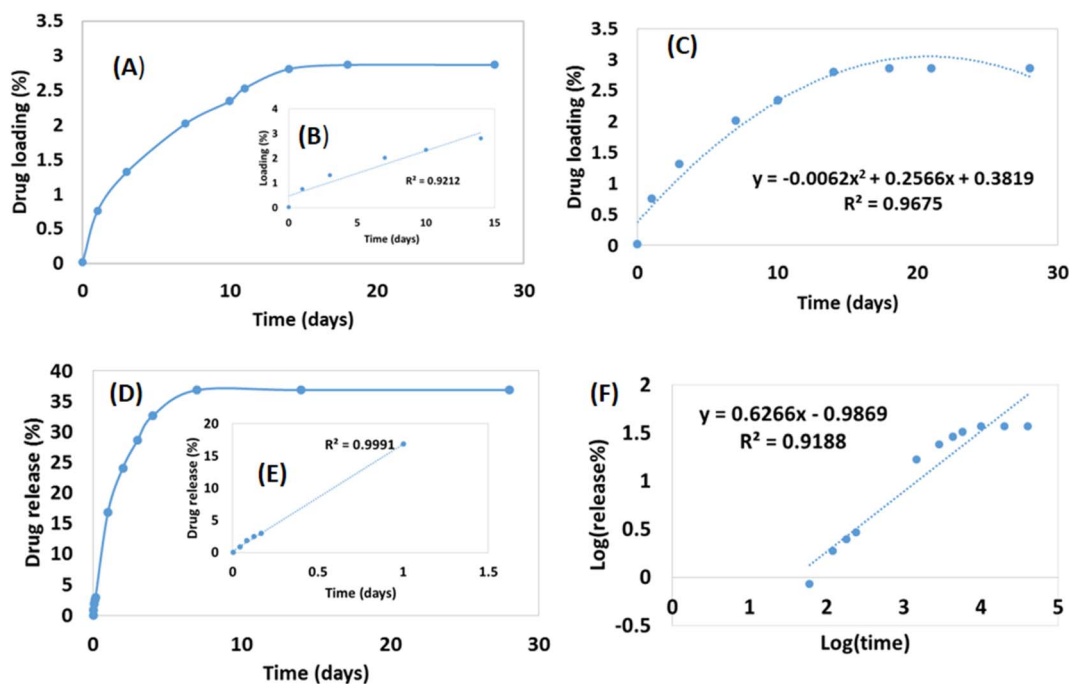 (A)
Drug loading (%)
3.5
3
2.5
2
1.5
1
0.5
0
0 10 20 30
Time (days)
(B)
Loading (%)
4
3
2
1
0
R² = 0.9212
0 5 10 15
Time (days)
(C)
Drug loading (%)
3.5
3
2.5
2
1.5
1
0.5
0
y = -0.0062x² + 0.2566x + 0.3819
R² = 0.9675
0 10 20 30
Time (days)
(D)
Drug release (%)
40
35
30
25
20
15
10
5
0
0 10 20 30
Time (days)
(E)
Drug release (%)
20
15
10
5
0
R² = 0.9991
0 0.5 1 1.5
Time (days)
(F)
Log(release%)
2
1.5
1
0.5
0
-0.5
y = 0.6266x - 0.9869
R² = 0.9188
0 1 2 3 4 5
Log(time)